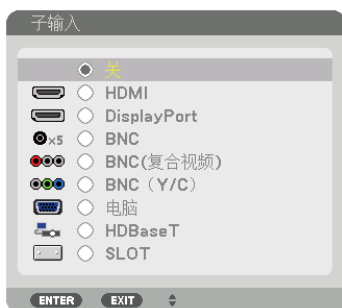 子输入
关
HDMI
DisplayPort
×5 BNC
BNC(复合视频)
BNC（Y/C）
电脑
HDBaseT
SLOT
ENTER EXIT